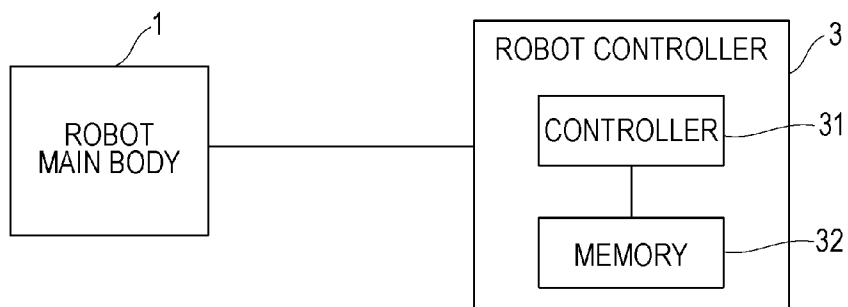 1
ROBOT
MAIN BODY
ROBOT CONTROLLER
3
CONTROLLER
31
MEMORY
32